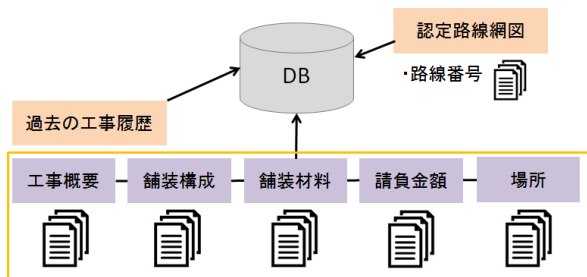 認定路線網図
DB
・路線番号
過去の工事履歴
工事概要
舗装構成
舗装材料
請負金額
場所